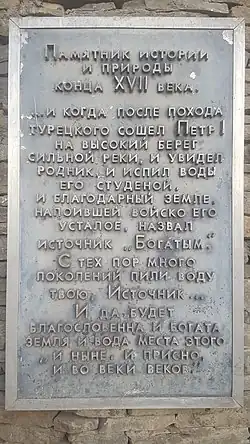 Памятник истории
и природы
конца XVII века.
...и когда после похода
турецкого сошел Петр I
на высокий берег
сильной реки, и увидел
родник, и испил воды
его студеной,
и благодарный земле,
напоившей войско его
усталое, назвал
источник „Богатым".
С тех пор много
поколений пили воду
твою, Источник...
И да будет
благословенна и богата
земля и вода места этого
и ныне, и присно,
и во веки веков.